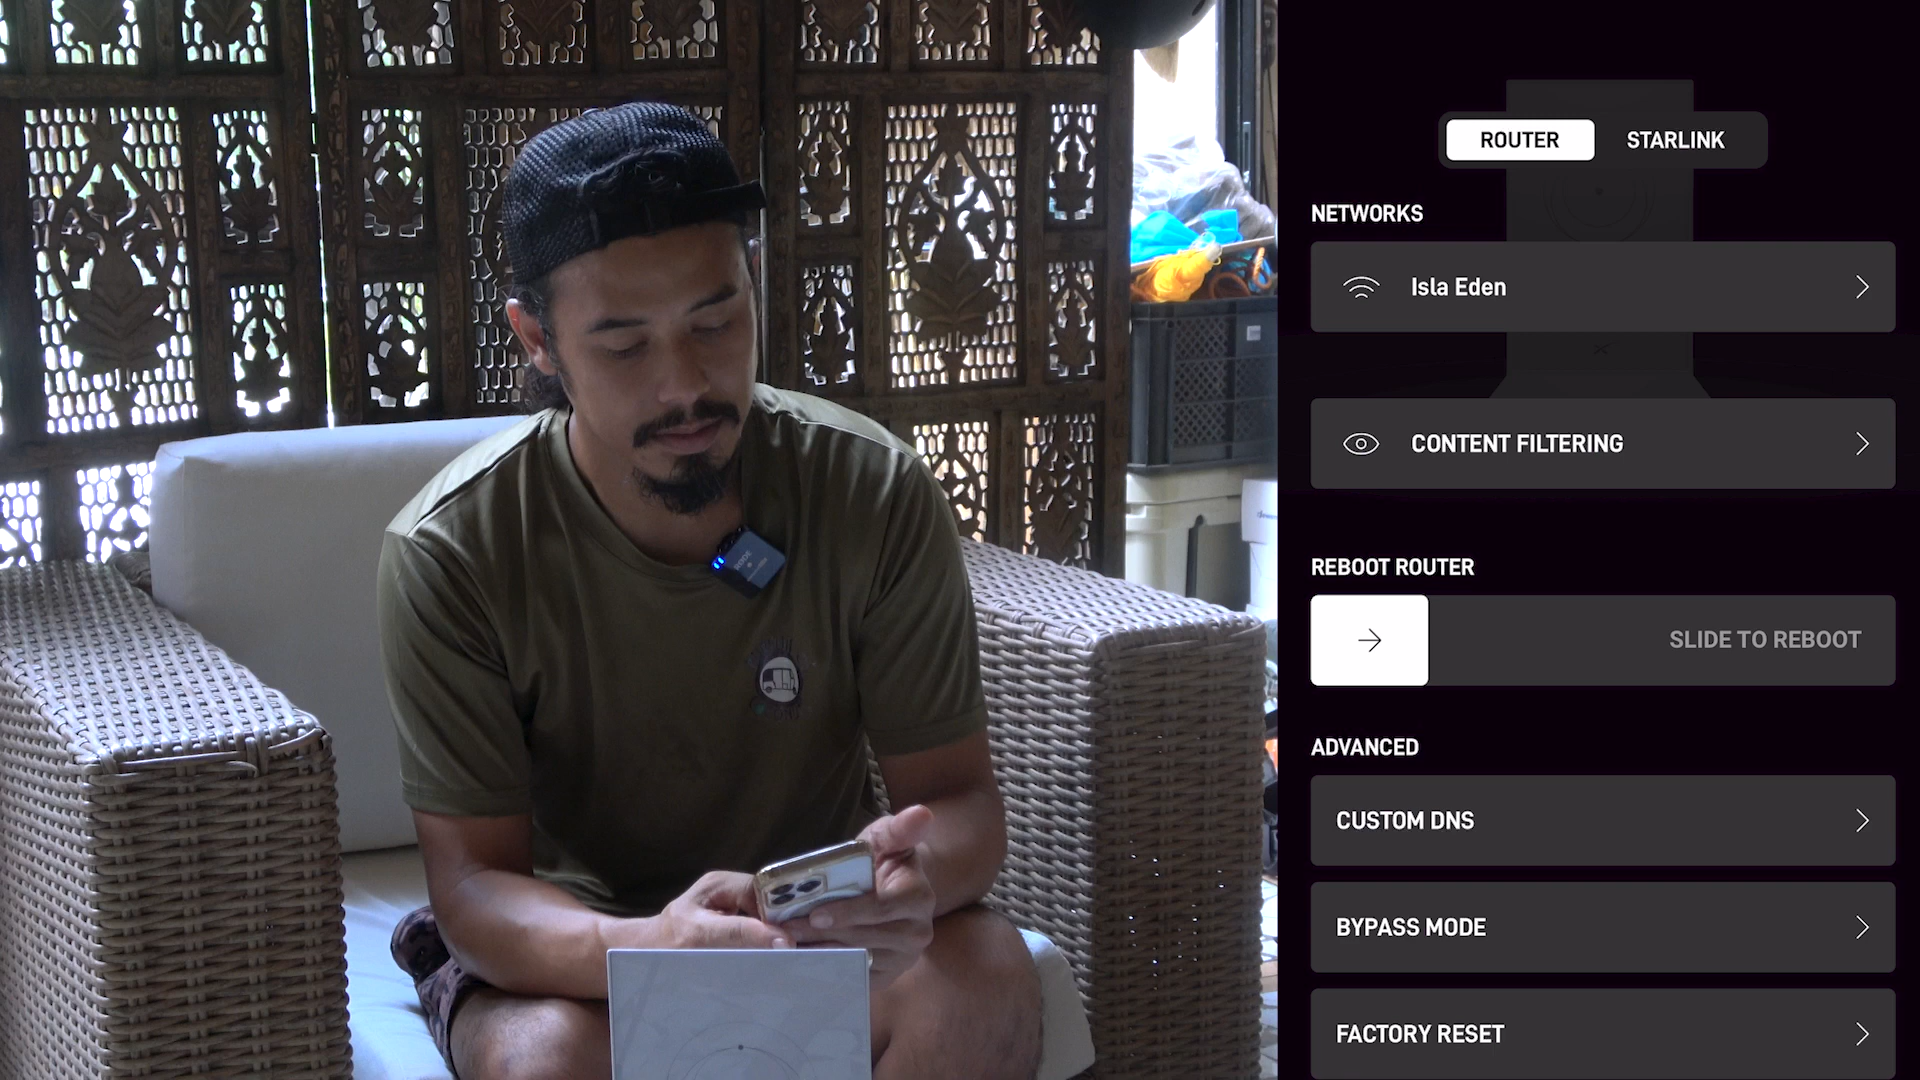 ROUTER
STARLINK
NETWORKS
Isla Eden
CONTENT FILTERING
REBOOT ROUTER
SLIDE TO REBOOT
ADVANCED
CUSTOM DNS
BYPASS MODE
FACTORY RESET
RØDE